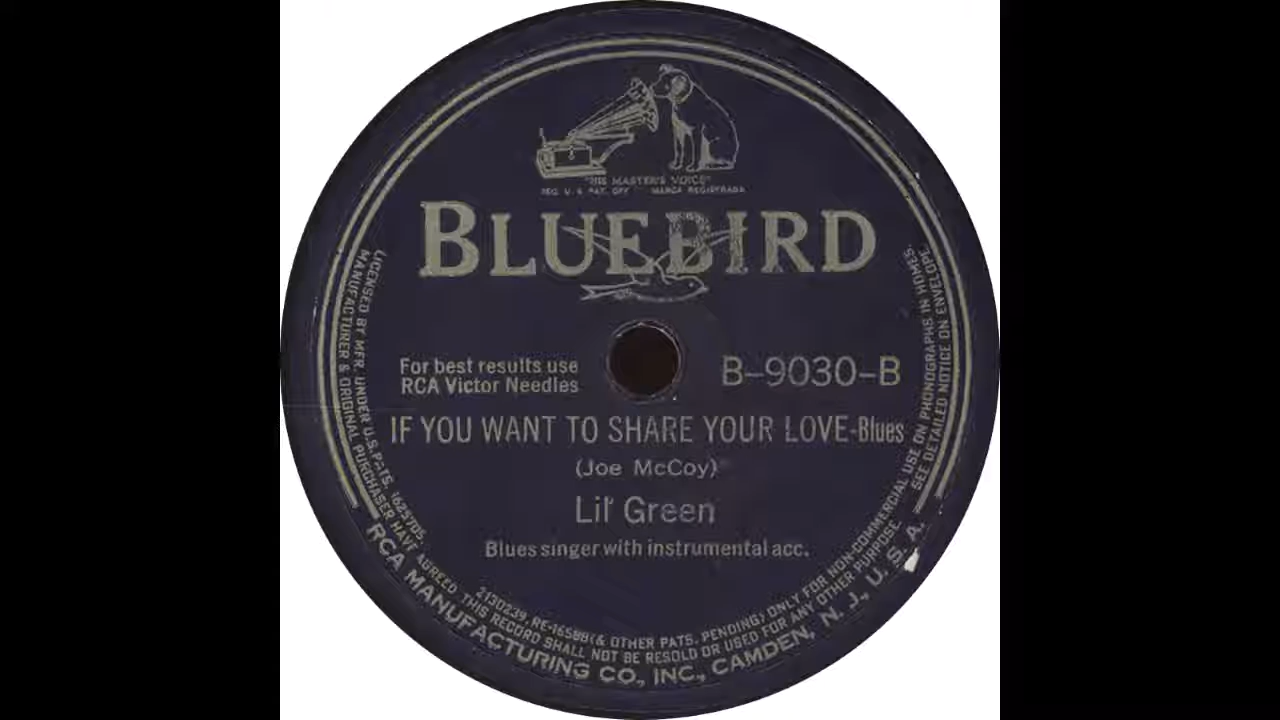 "HIS MASTER'S VOICE"
REG. U. S. PAT. OFF. MARCA REGISTRADA
BLUEBIRD
For best results use
RCA Victor Needles
B-9030-B
IF YOU WANT TO SHARE YOUR LOVE-Blues
(Joe McCoy)
Lil' Green
Blues singer with instrumental acc.
LICENSED BY MFR. UNDER U.S. PATS. 1625705,
2130239, RE-16588 (& OTHER PATS. PENDING) ONLY FOR NON-COMMERCIAL USE ON PHONOGRAPHS IN HOMES.
MANUFACTURER & ORIGINAL PURCHASER HAVE AGREED THIS RECORD SHALL NOT BE RESOLD OR USED FOR ANY OTHER PURPOSE.
SEE DETAILED NOTICE ON ENVELOPE
RCA MANUFACTURING CO., INC., CAMDEN, N. J., U. S. A.